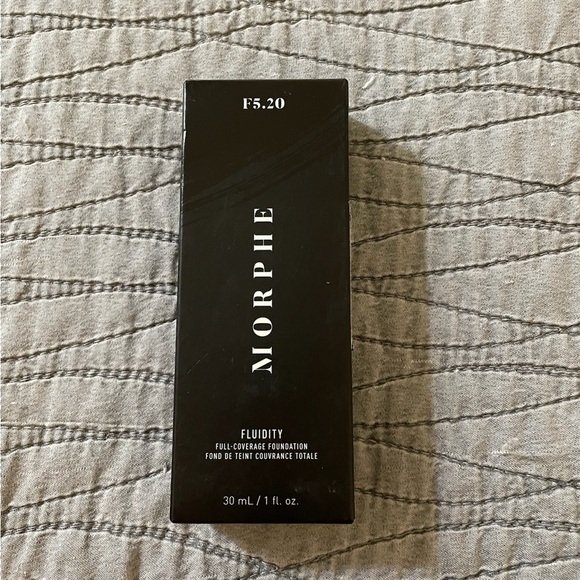 F5.20
MORPHE
FLUIDITY
FULL-COVERAGE FOUNDATION
FOND DE TEINT COUVRANCE TOTALE
30 mL / 1 fl. oz.